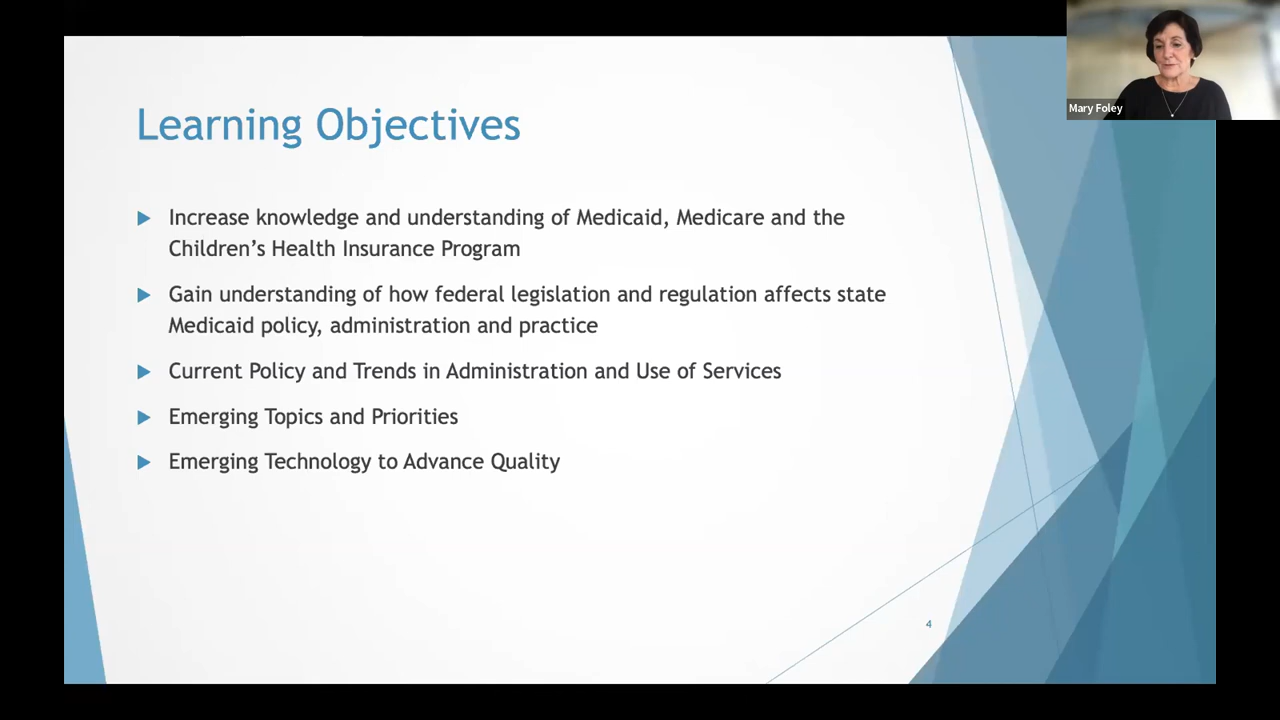 Mary Foley
Learning Objectives
Increase knowledge and understanding of Medicaid, Medicare and the
Children’s Health Insurance Program
Gain understanding of how federal legislation and regulation affects state
Medicaid policy, administration and practice
Current Policy and Trends in Administration and Use of Services
Emerging Topics and Priorities
Emerging Technology to Advance Quality
4